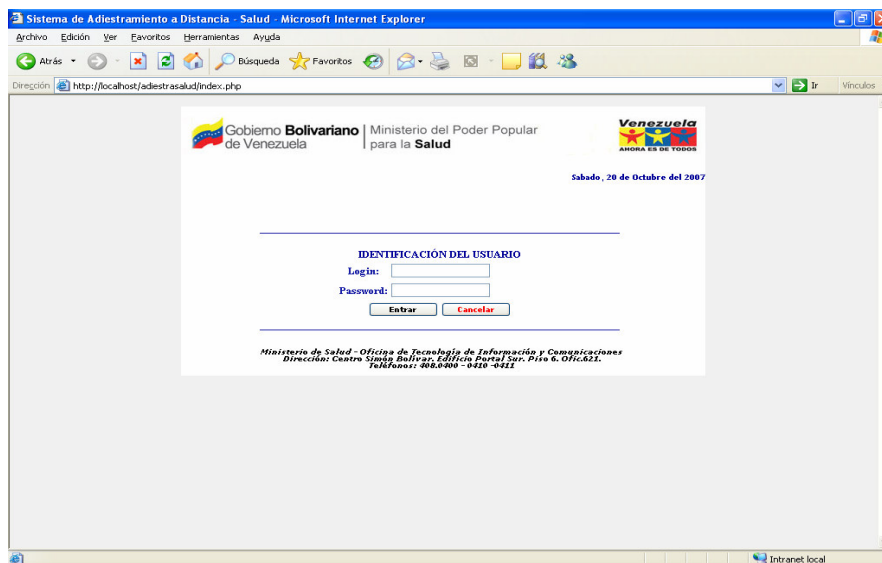 Sistema de Adiestramiento a Distancia - Salud - Microsoft Internet Explorer
Archivo Edición Ver Favoritos Herramientas Ayuda
Atrás Búsqueda Favoritos
Dirección http://localhost/adiestrasalud/index.php Ir Vínculos
Gobierno Bolivariano Ministerio del Poder Popular
de Venezuela para la Salud
Venezuela
AHORA ES DE TODOS
Sabado , 20 de Octubre del 2007
IDENTIFICACIÓN DEL USUARIO
Login:
Password:
Entrar Cancelar
Ministerio de Salud - Oficina de Tecnología de Información y Comunicaciones
Dirección: Centro Simón Bolívar. Edificio Portal Sur. Piso 6. Ofic.621.
Teléfonos: 408.0400 - 0410 -0411
Intranet local